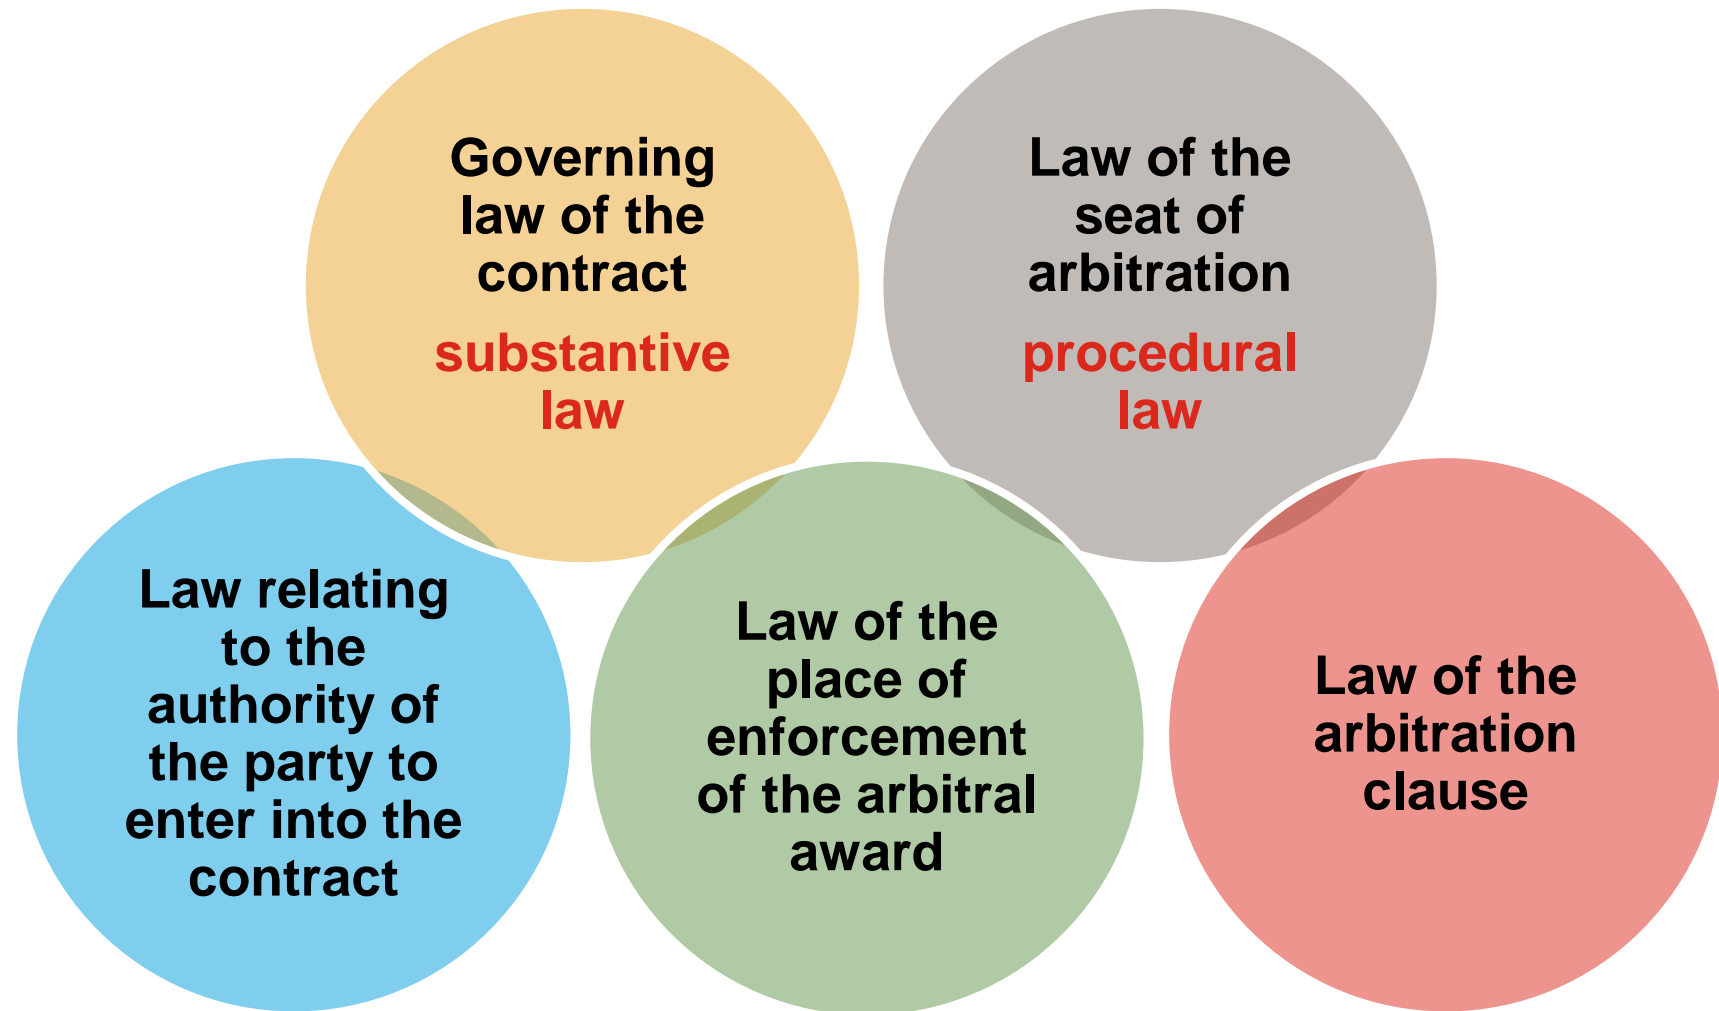 Governing
law of the
contract
substantive
law
Law of the
seat of
arbitration
procedural
law
Law relating
to the
authority of
the party to
enter into the
contract
Law of the
place of
enforcement
of the arbitral
award
Law of the
arbitration
clause